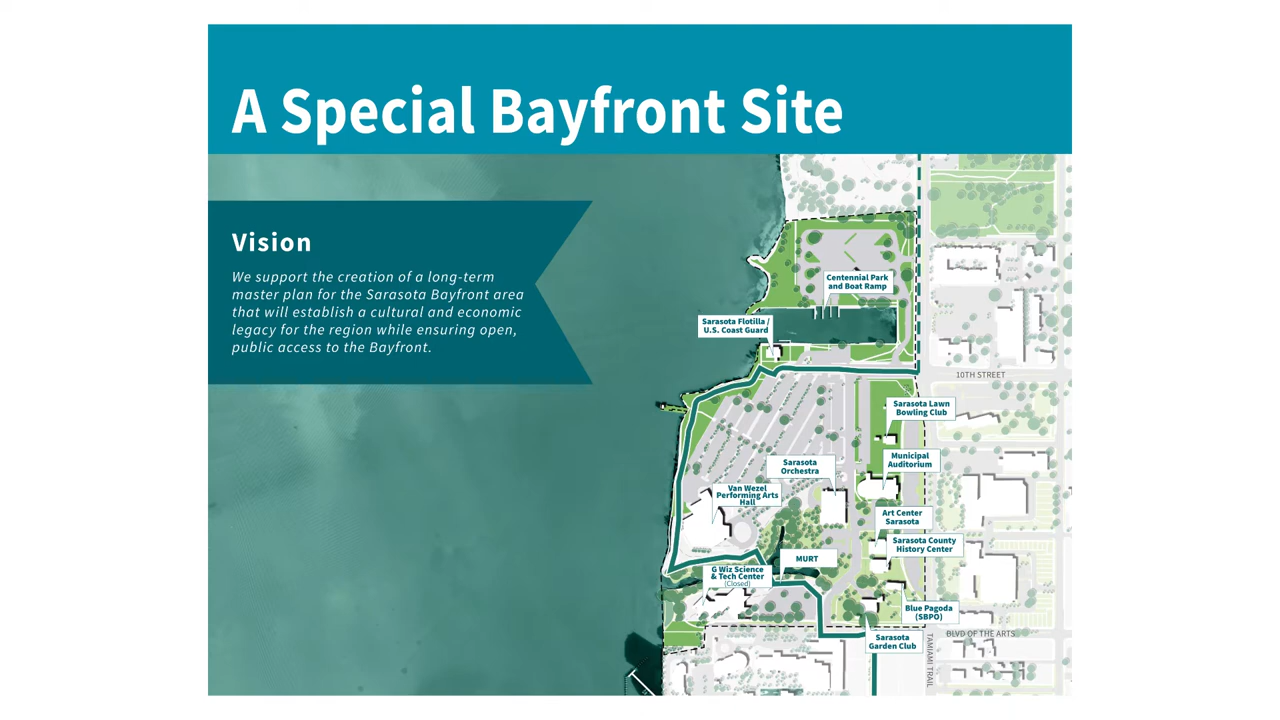 A Special Bayfront Site
Vision
We support the creation of a long-term
master plan for the Sarasota Bayfront area
that will establish a cultural and economic
legacy for the region while ensuring open,
public access to the Bayfront.
Centennial Park
and Boat Ramp
Sarasota Flotilla /
U.S. Coast Guard
10TH STREET
Sarasota Lawn
Bowling Club
Municipal
Auditorium
Sarasota
Orchestra
Van Wezel
Performing Arts
Hall
Art Center
Sarasota
Sarasota County
History Center
MURT
G Wiz Science
& Tech Center
(Closed)
Blue Pagoda
(SBPO)
BLVD OF THE ARTS
Sarasota
Garden Club
TAMIAMI TRAIL